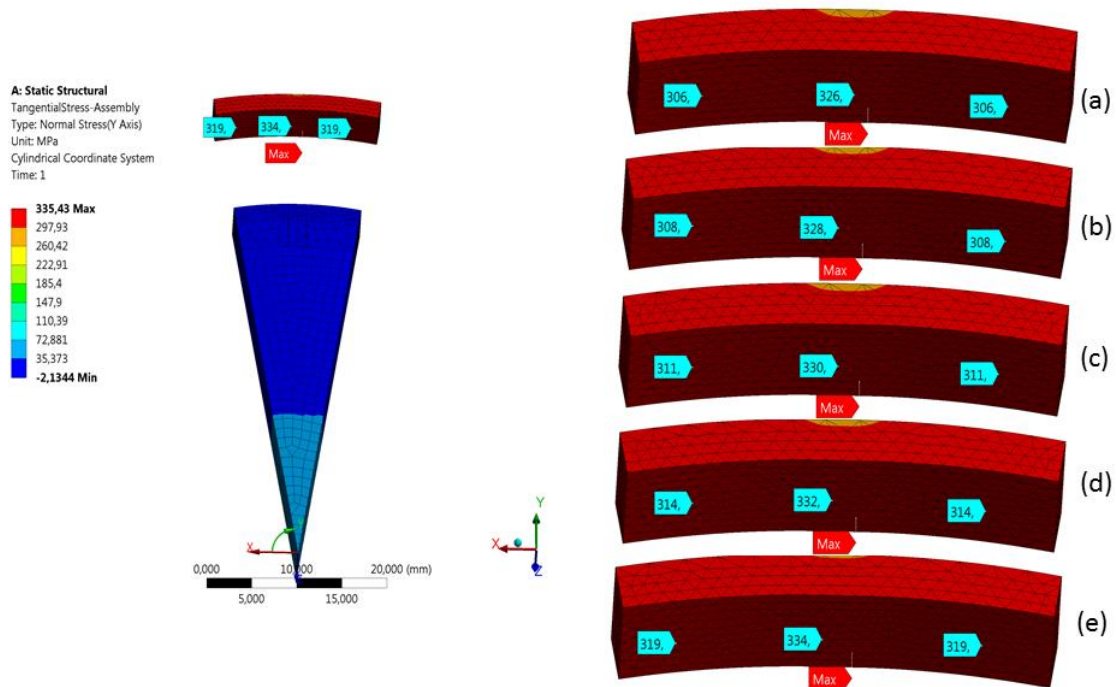 A: Static Structural
TangentialStress-Assembly
Type: Normal Stress(Y Axis)
Unit: MPa
Cylindrical Coordinate System
Time: 1
335,43 Max
297,93
260,42
222,91
185,4
147,9
110,39
72,881
35,373
-2,1344 Min
319, 334, 319,
Max
X
0,000 10,000 20,000 (mm)
5,000 15,000
Y
X
Z
306, 326, 306,
Max
(a)
308, 328, 308,
Max
(b)
311, 330, 311,
Max
(c)
314, 332, 314,
Max
(d)
319, 334, 319,
Max
(e)